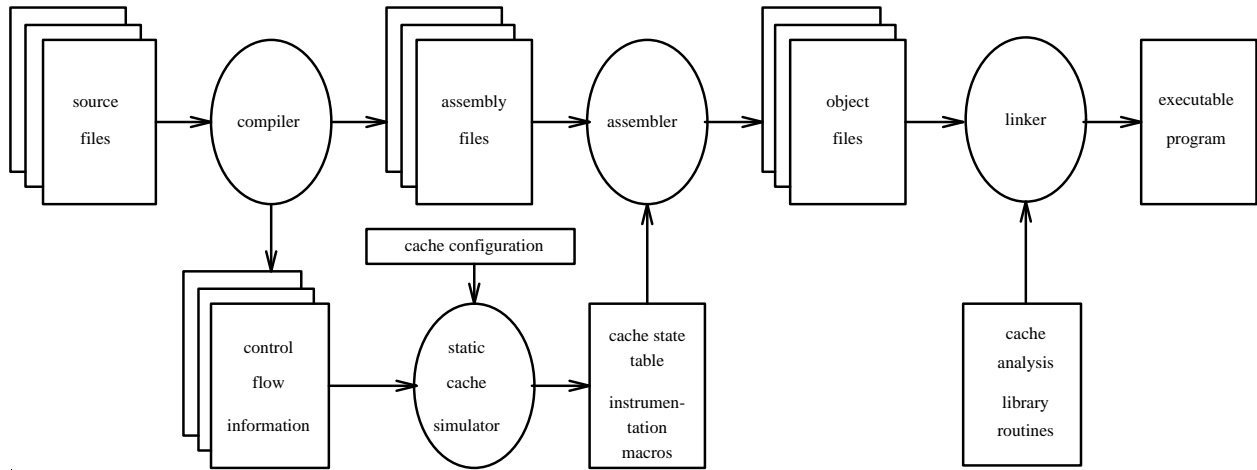 source
files
compiler
assembly
files
assembler
object
files
linker
executable
program
cache configuration
control
flow
information
static
cache
simulator
cache state
table
instrumen-
tation
macros
cache
analysis
library
routines